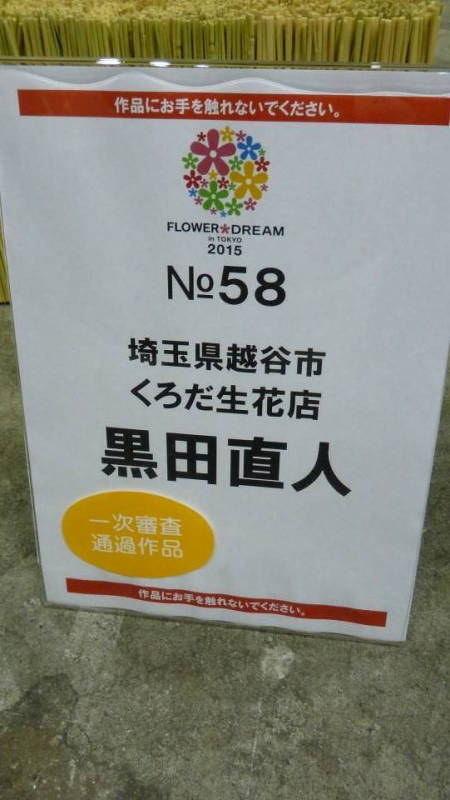 作品にお手を触れないでください。
FLOWER*DREAM
in TOKYO
2015
№58
埼玉県越谷市
くろだ生花店
黒田直人
一次審査
通過作品
作品にお手を触れないでください。